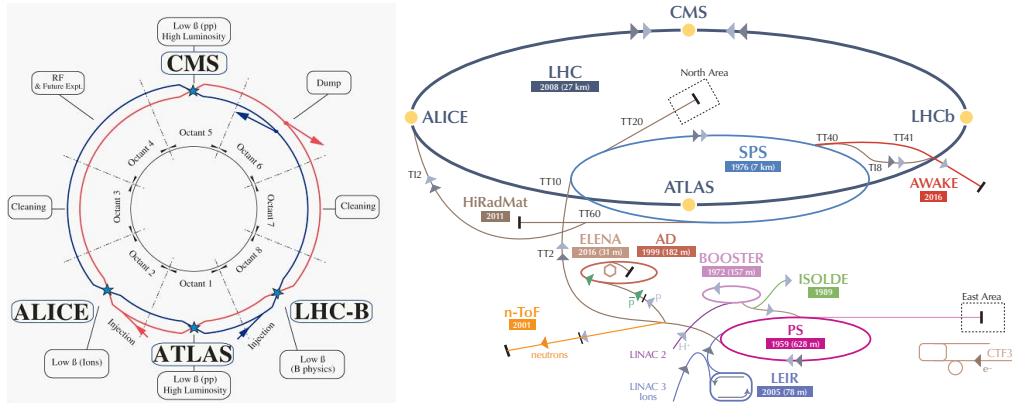 Low ß (pp)
High Luminosity
CMS
RF
& Future Expt.
Dump
Octant 5
Octant 4
Octant 6
Octant 3
Octant 7
Cleaning
Cleaning
Octant 2
Octant 8
Octant 1
ALICE
LHC-B
Injection
Injection
ATLAS
Low ß (Ions)
Low ß
(B physics)
Low ß (pp)
High Luminosity
CMS
LHC
2008 (27 km)
North Area
ALICE
LHCb
TT20
TT40
TT41
SPS
1976 (7 km)
TI8
TI2
TT10
ATLAS
AWAKE
2016
HiRadMat
2011
TT60
ELENA
2016 (31 m)
AD
1999 (182 m)
TT2
BOOSTER
1972 (157 m)
ISOLDE
1989
p
p
East Area
n-ToF
2001
PS
1959 (628 m)
neutrons
H⁻
LINAC 2
CTF3
e-
LINAC 3
Ions
LEIR
2005 (78 m)